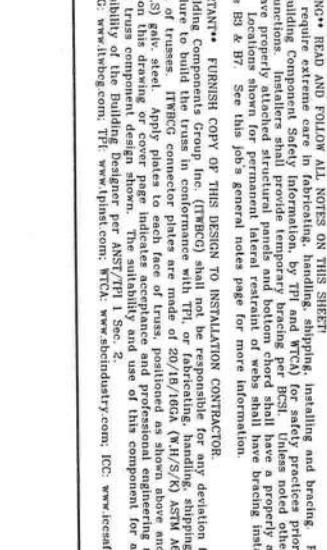 NG** READ AND FOLLOW ALL NOTES ON THIS SHEET!
require extreme care in fabricating, handling, shipping, installing and bracing.
uilding Component Safety Information, by TPI and WTCA) for safety practices prior
unctions. Installers shall provide temporary bracing per BCSI. Unless noted other
ave properly attached structural panels and bottom chord shall have a properly a
Locations shown for permanent lateral restraint of webs shall have bracing inst
s B3 & B7. See this job's general notes page for more information.
TANT** FURNISH COPY OF THIS DESIGN TO INSTALLATION CONTRACTOR.
lding Components Group Inc. (ITWBCG) shall not be responsible for any deviation
lure to build the truss in conformance with TPI, or fabricating, handling, shipping
of trusses. ITWBCG connector plates are made of 20/18/16GA (W,H/S/K) ASTM A6
S) galv. steel. Apply plates to each face of truss, positioned as shown above and
on this drawing or cover page indicates acceptance and professional engineering
truss component design shown. The suitability and use of this component for a
ibility of the Building Designer per ANSI/TPI 1 Sec. 2.
G: www.itwbcg.com; TPI: www.tpinst.com; WTCA: www.sbcindustry.com; ICC: www.iccsaf